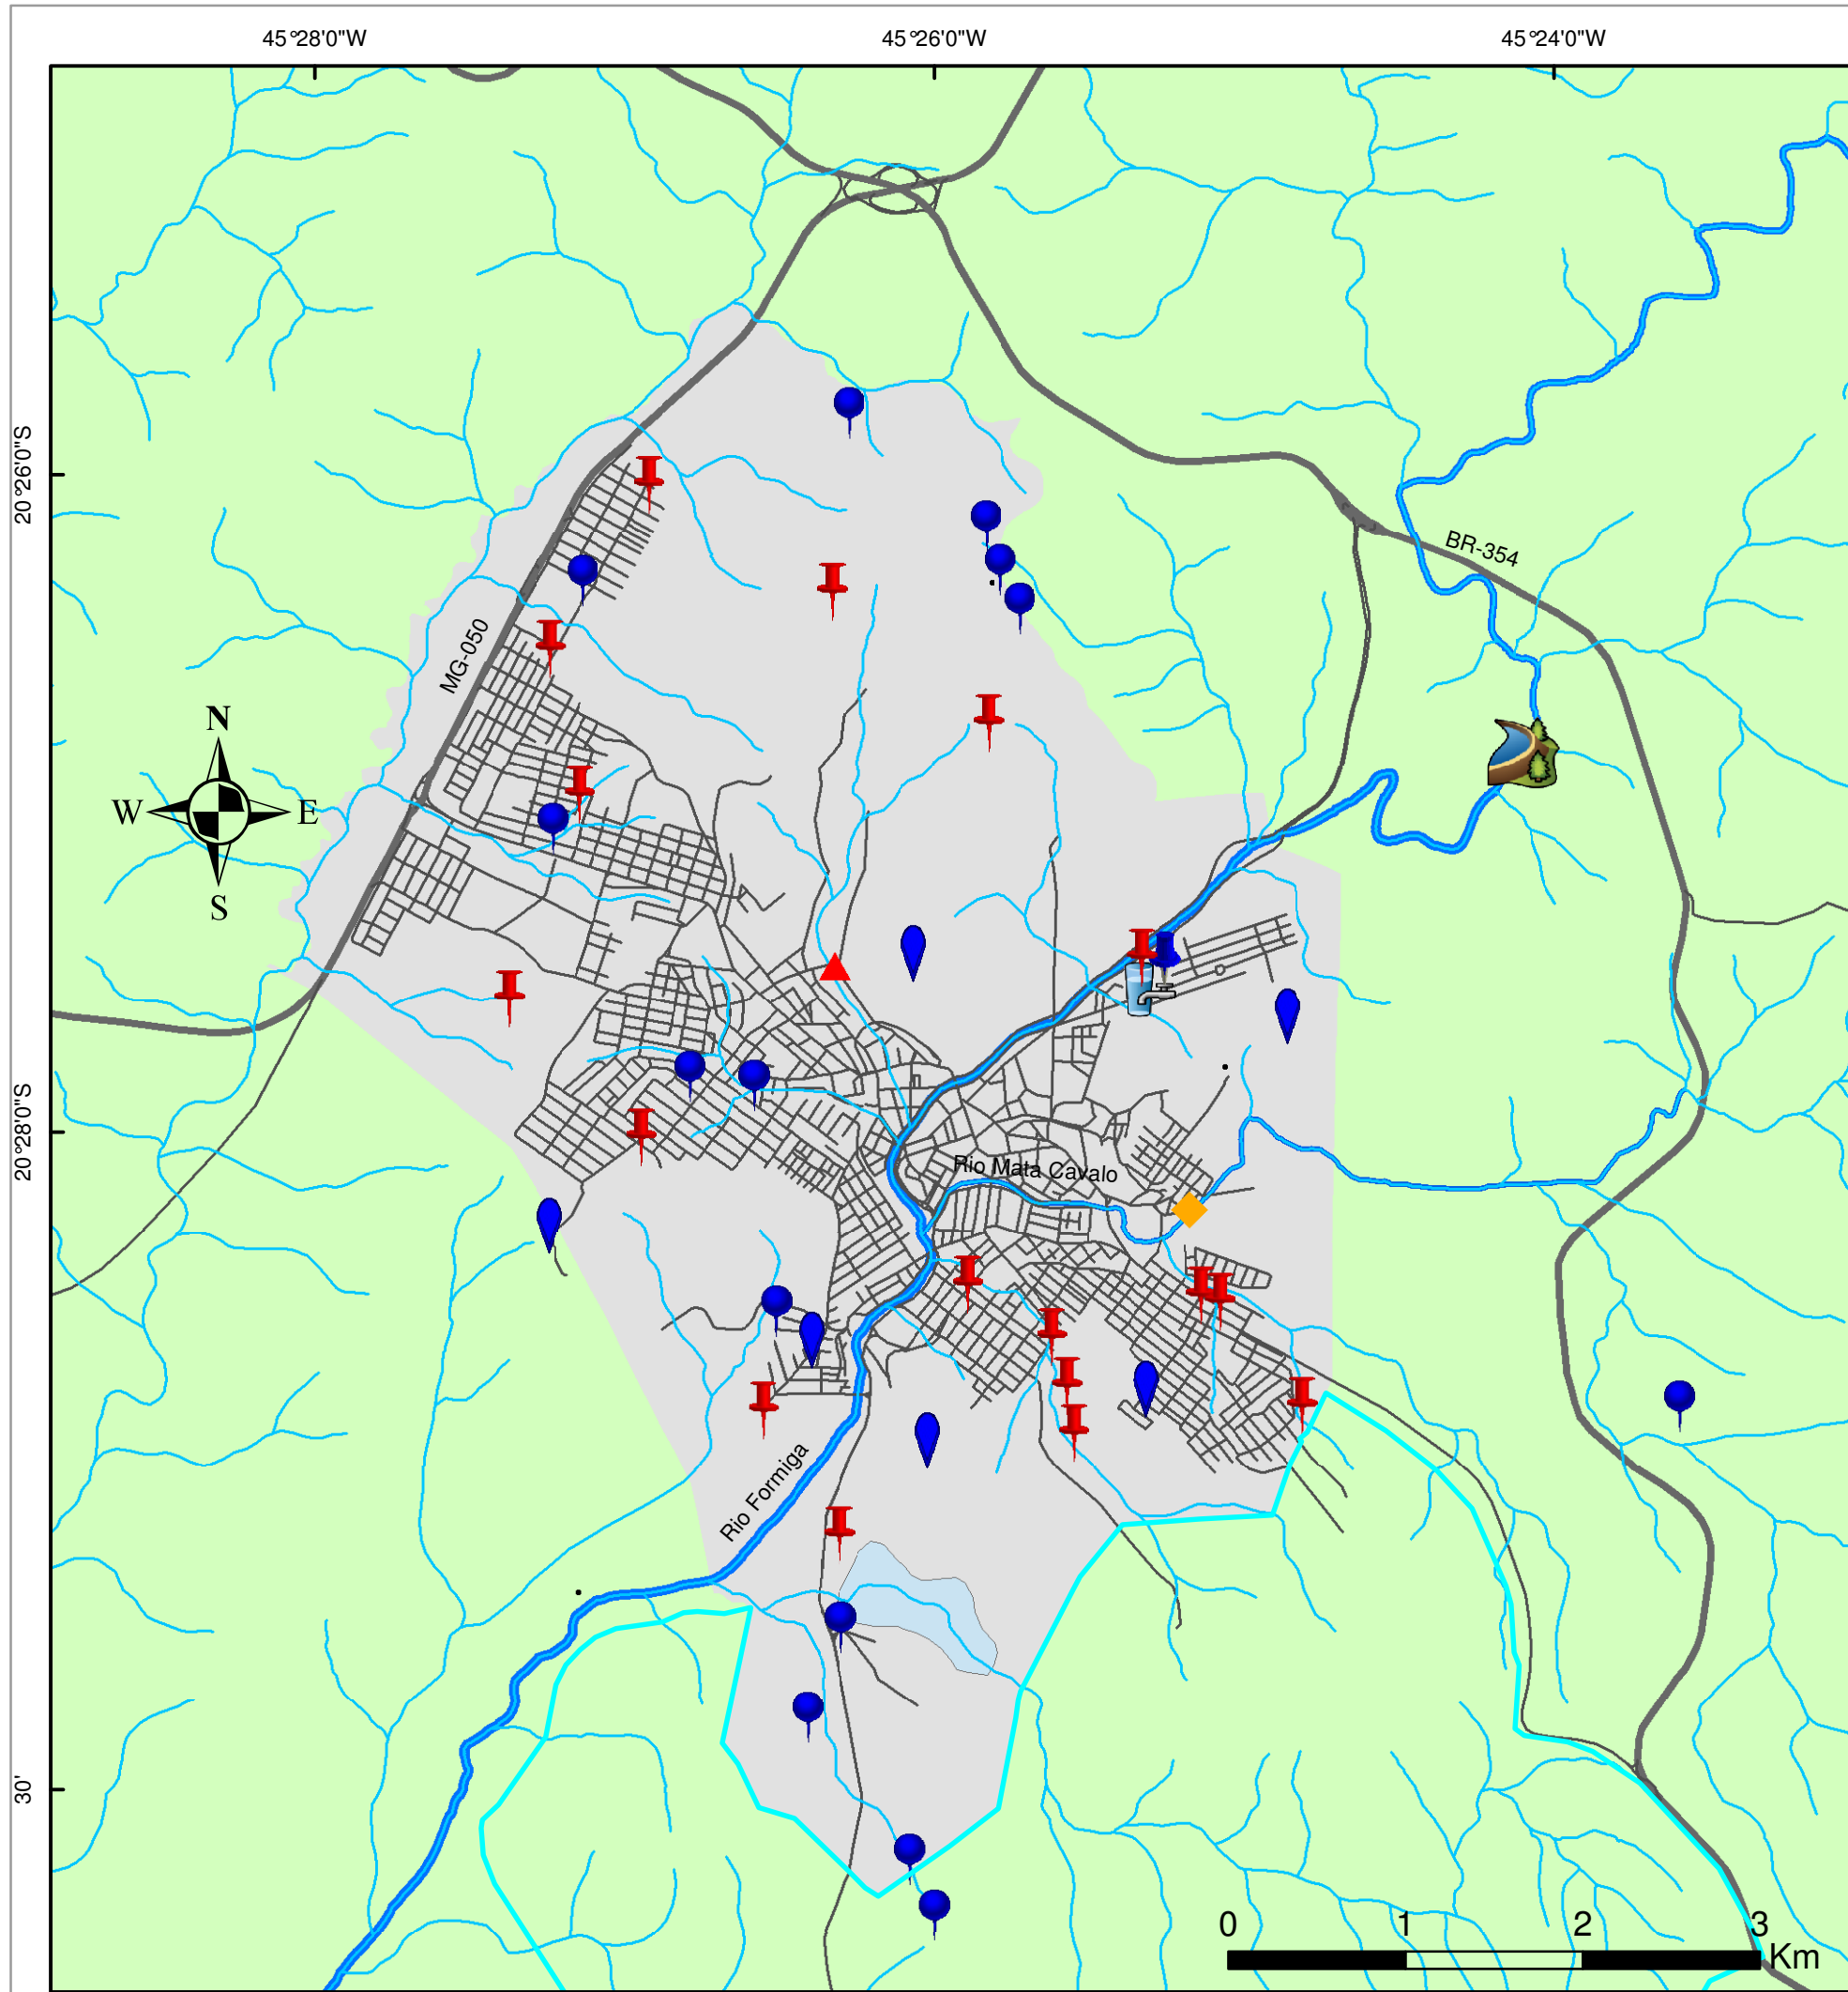 45°28'0"W
45°26'0"W
45°24'0"W
20°26'0"S
BR-354
MG-050
N
W
E
S
20°28'0"S
Rio Mata Cavalo
Rio Formiga
30'
0 1 2 3
Km